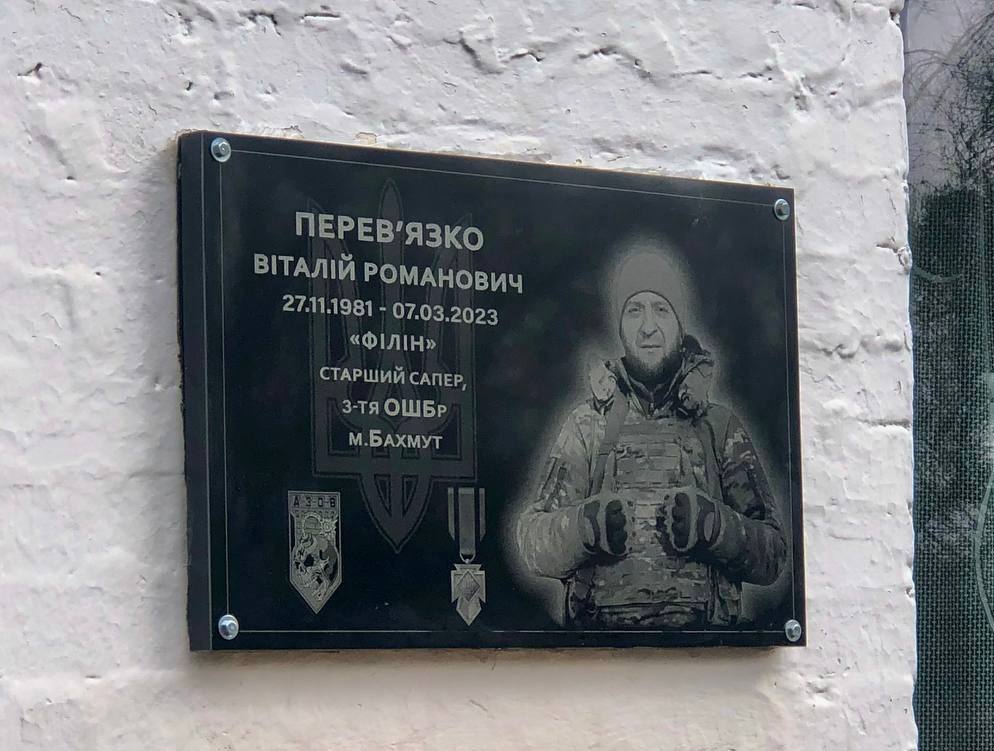 ПЕРЕВ’ЯЗКО
ВІТАЛІЙ РОМАНОВИЧ
27.11.1981 - 07.03.2023
«ФІЛІН»
СТАРШИЙ САПЕР,
3-ТЯ ОШБР
М.БАХМУТ
АЗОВ